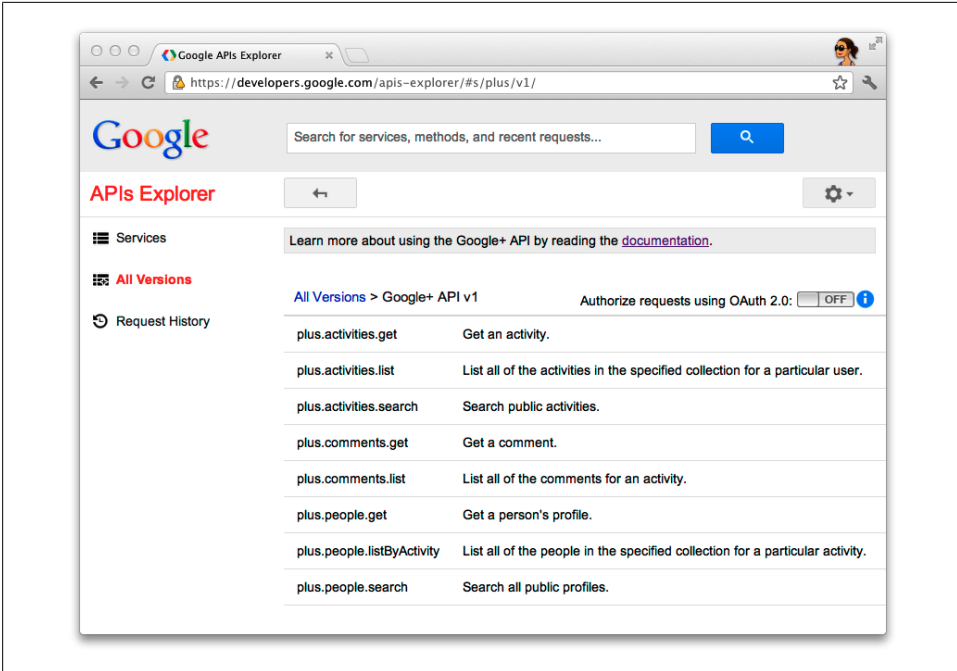 Google APIs Explorer
https://developers.google.com/apis-explorer/#s/plus/v1/
Google
Search for services, methods, and recent requests...
APIs Explorer
Services
All Versions
Request History
Learn more about using the Google+ API by reading the documentation.
All Versions > Google+ API v1
Authorize requests using OAuth 2.0: OFF i
plus.activities.get Get an activity.
plus.activities.list List all of the activities in the specified collection for a particular user.
plus.activities.search Search public activities.
plus.comments.get Get a comment.
plus.comments.list List all of the comments for an activity.
plus.people.get Get a person's profile.
plus.people.listByActivity List all of the people in the specified collection for a particular activity.
plus.people.search Search all public profiles.